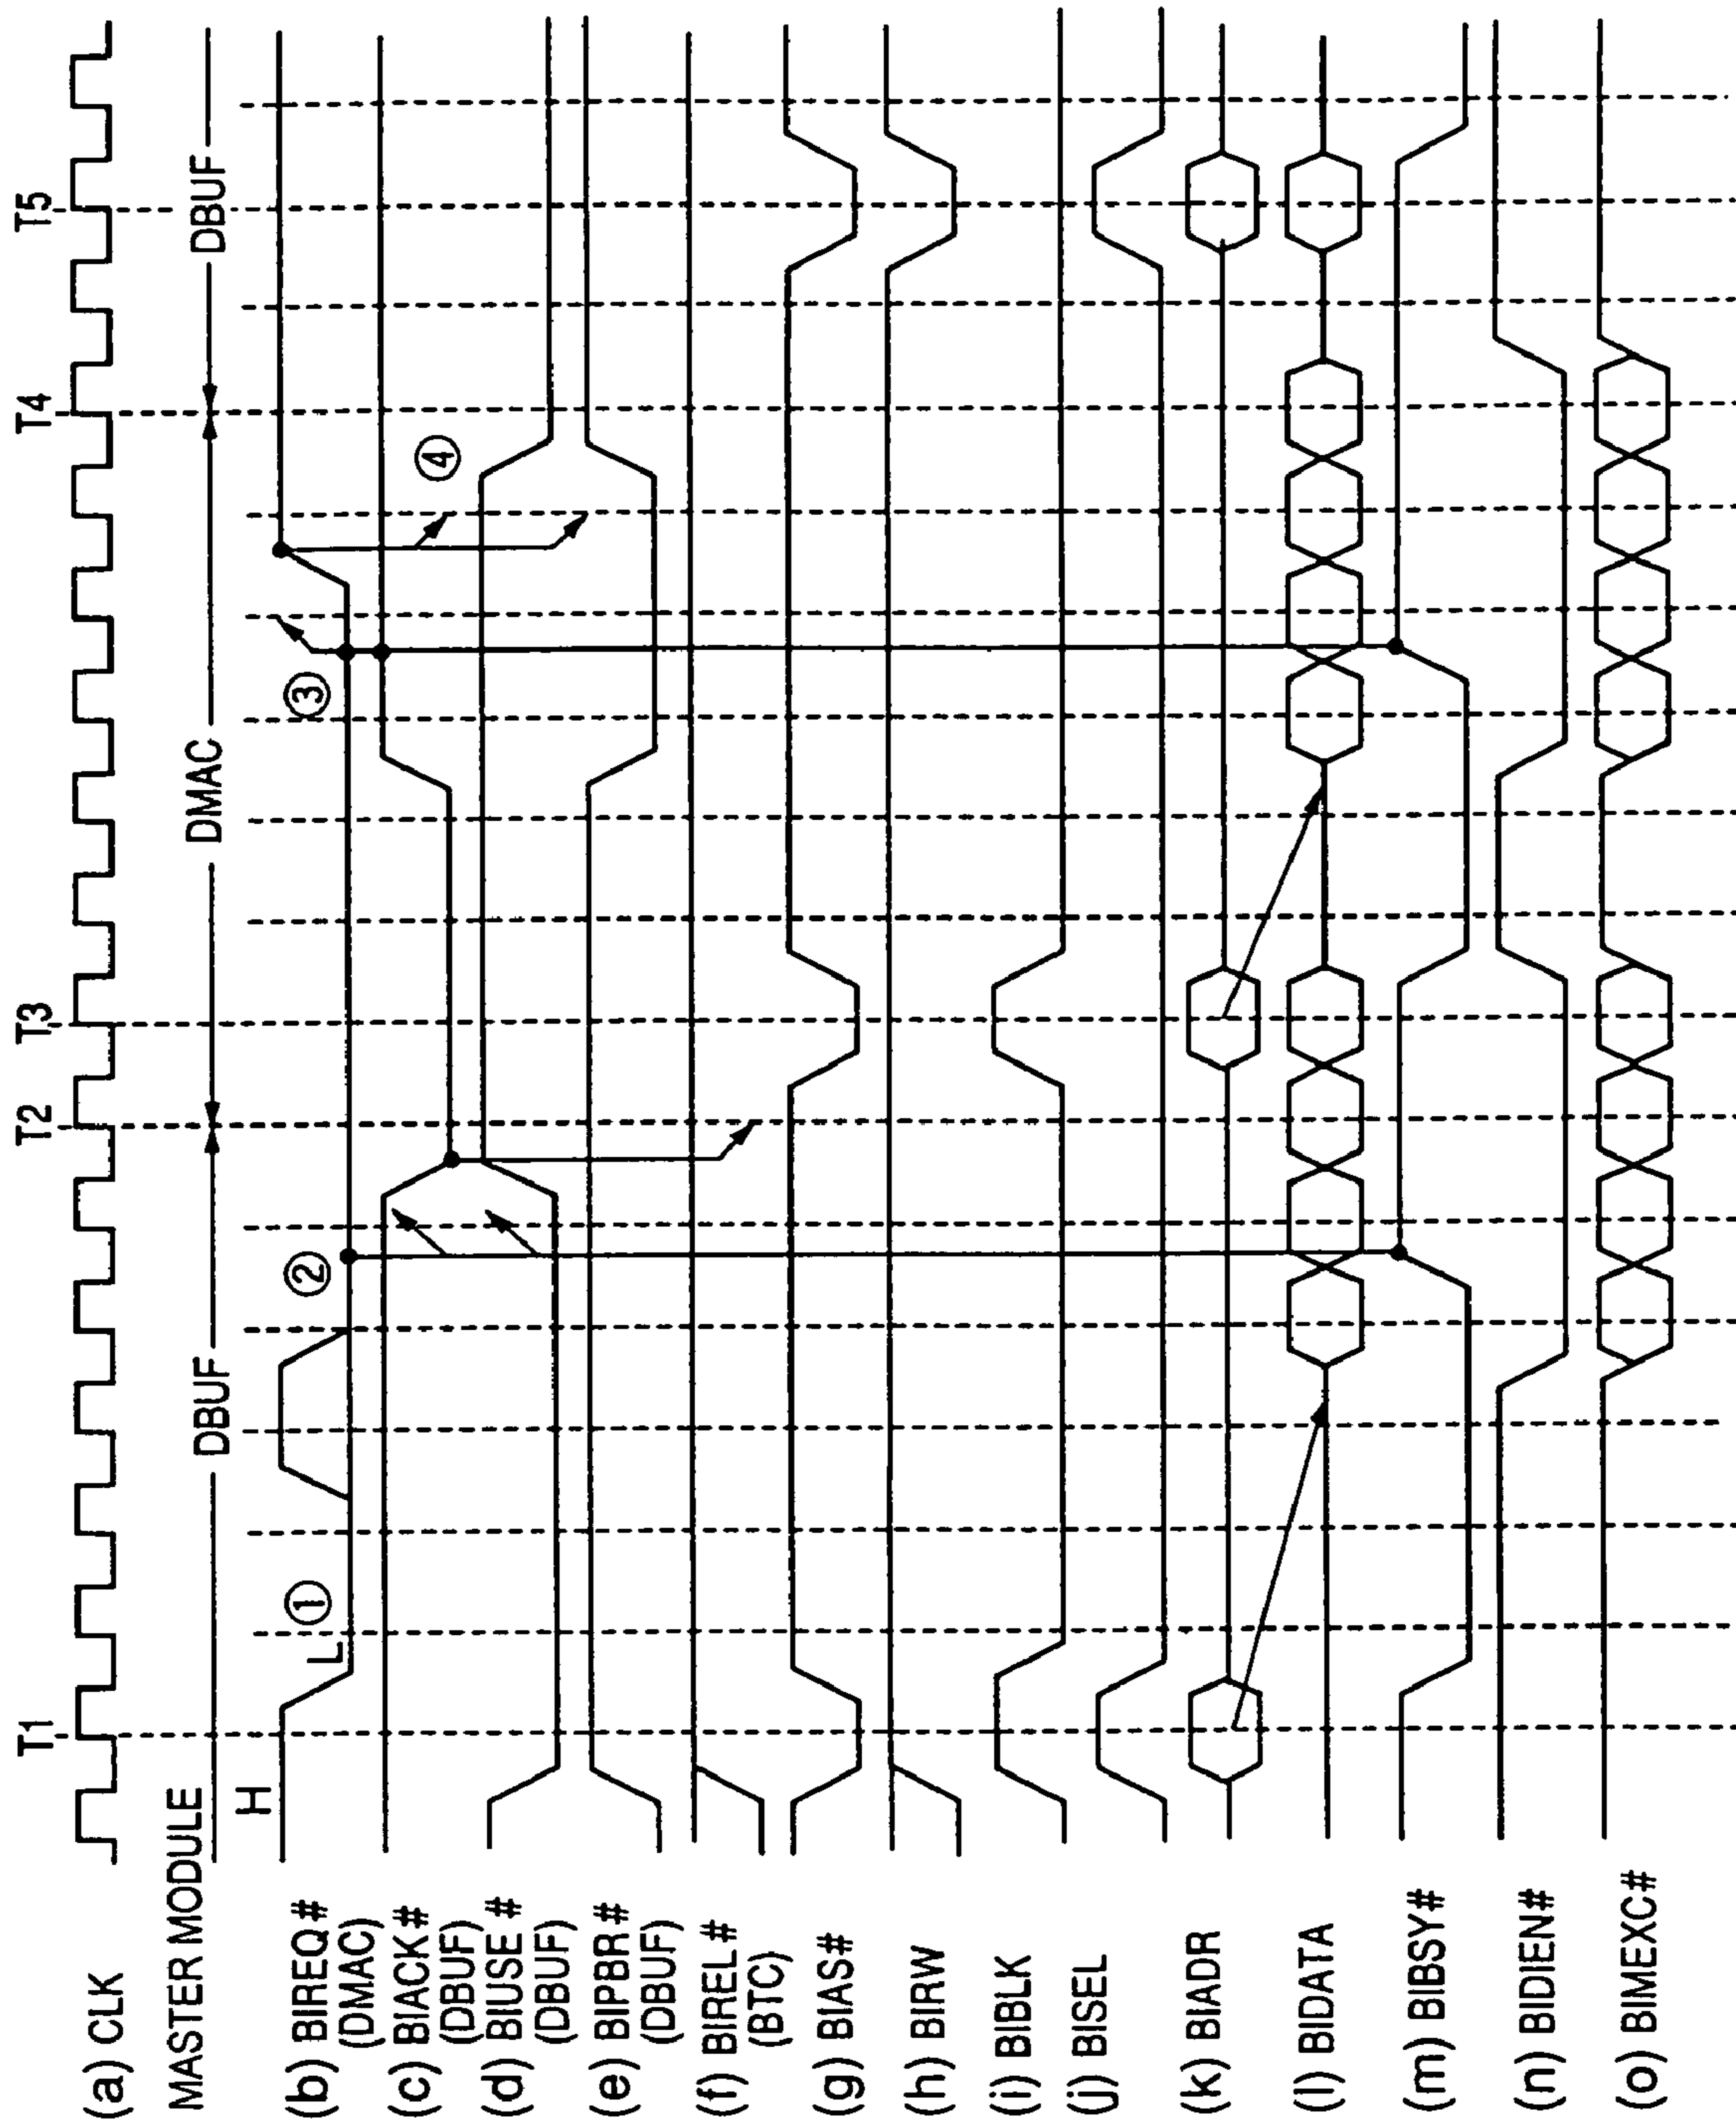 T1 T2 T3 T4 T5
(a) CLK
MASTER MODULE DBUF DMAC DBUF
H
(b) BIREQ#
(DMAC)
L ① ② ③
(c) BIACK#
(DBUF)
④
(d) BIUSE#
(DBUF)
(e) BIPBR#
(DBUF)
(f) BIREL#
(BTC)
(g) BIAS#
(h) BIRW
(i) BIBLK
(j) BISEL
(k) BIADR
(l) BIDATA
(m) BIBSY#
(n) BIDIEN#
(o) BIMEXC#